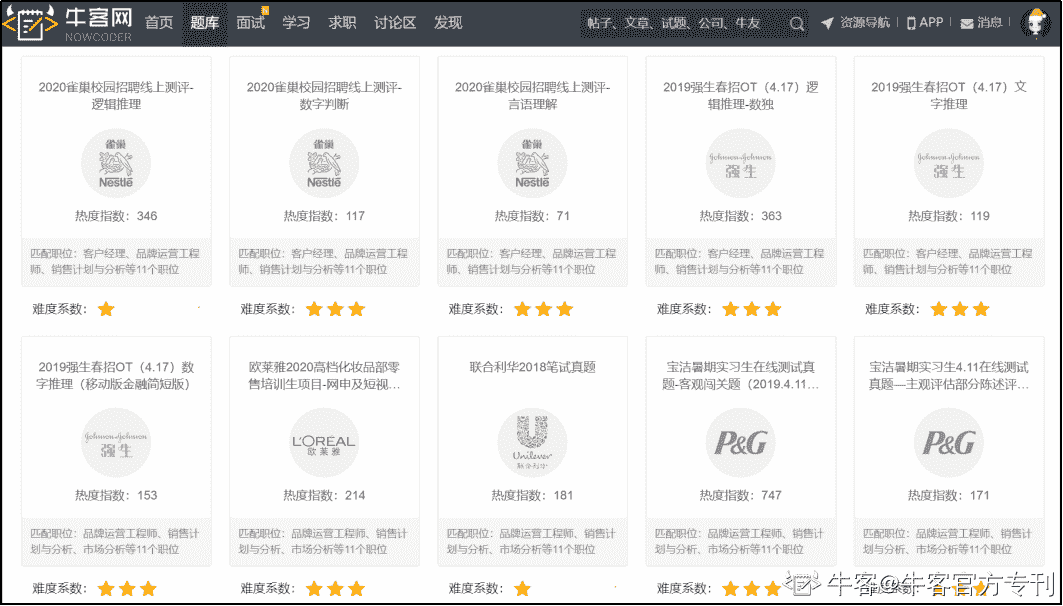 牛客网 首页 题库 面试 学习 求职 讨论区 发现 帖子、文章、试题、公司、牛友 资源导航 APP 消息
NOWCODER
2020雀巢校园招聘线上测评-
逻辑推理
雀巢
Nestlé
热度指数：346
匹配职位：客户经理、品牌运营工程
师、销售计划与分析等11个职位
难度系数：
2020雀巢校园招聘线上测评-
数字判断
雀巢
Nestlé
热度指数：117
匹配职位：客户经理、品牌运营工程
师、销售计划与分析等11个职位
难度系数：
2020雀巢校园招聘线上测评-
言语理解
雀巢
Nestlé
热度指数：71
匹配职位：客户经理、品牌运营工程
师、销售计划与分析等11个职位
难度系数：
2019强生春招OT（4.17）逻
辑推理-数独
Johnson&Johnson
强生
热度指数：363
匹配职位：客户经理、品牌运营工程
师、销售计划与分析等11个职位
难度系数：
2019强生春招OT（4.17）文
字推理
Johnson&Johnson
强生
热度指数：119
匹配职位：客户经理、品牌运营工程
师、销售计划与分析等11个职位
难度系数：
2019强生春招OT（4.17）数
字推理（移动版金融简短版）
Johnson&Johnson
强生
热度指数：153
匹配职位：品牌运营工程师、销售计
划与分析、市场分析等11个职位
难度系数：
欧莱雅2020高档化妆品部零
售培训生项目-网申及短视...
L'ORÉAL
欧莱雅
热度指数：214
匹配职位：品牌运营工程师、销售计
划与分析、市场分析等11个职位
难度系数：
联合利华2018笔试真题
Unilever
联合利华
热度指数：181
匹配职位：品牌运营工程师、销售计
划与分析、市场分析等11个职位
难度系数：
宝洁暑期实习生在线测试真
题-客观闯关题（2019.4.11...
P&G
热度指数：747
匹配职位：品牌运营工程师、销售计
划与分析、市场分析等11个职位
难度系数：
宝洁暑期实习生4.11在线测试
真题—主观评估部分陈述评...
P&G
热度指数：171
匹配职位：品牌运营工程师、销售计
划与分析、市场分析等11个职位
难度系数：
牛客@牛客官方专刊